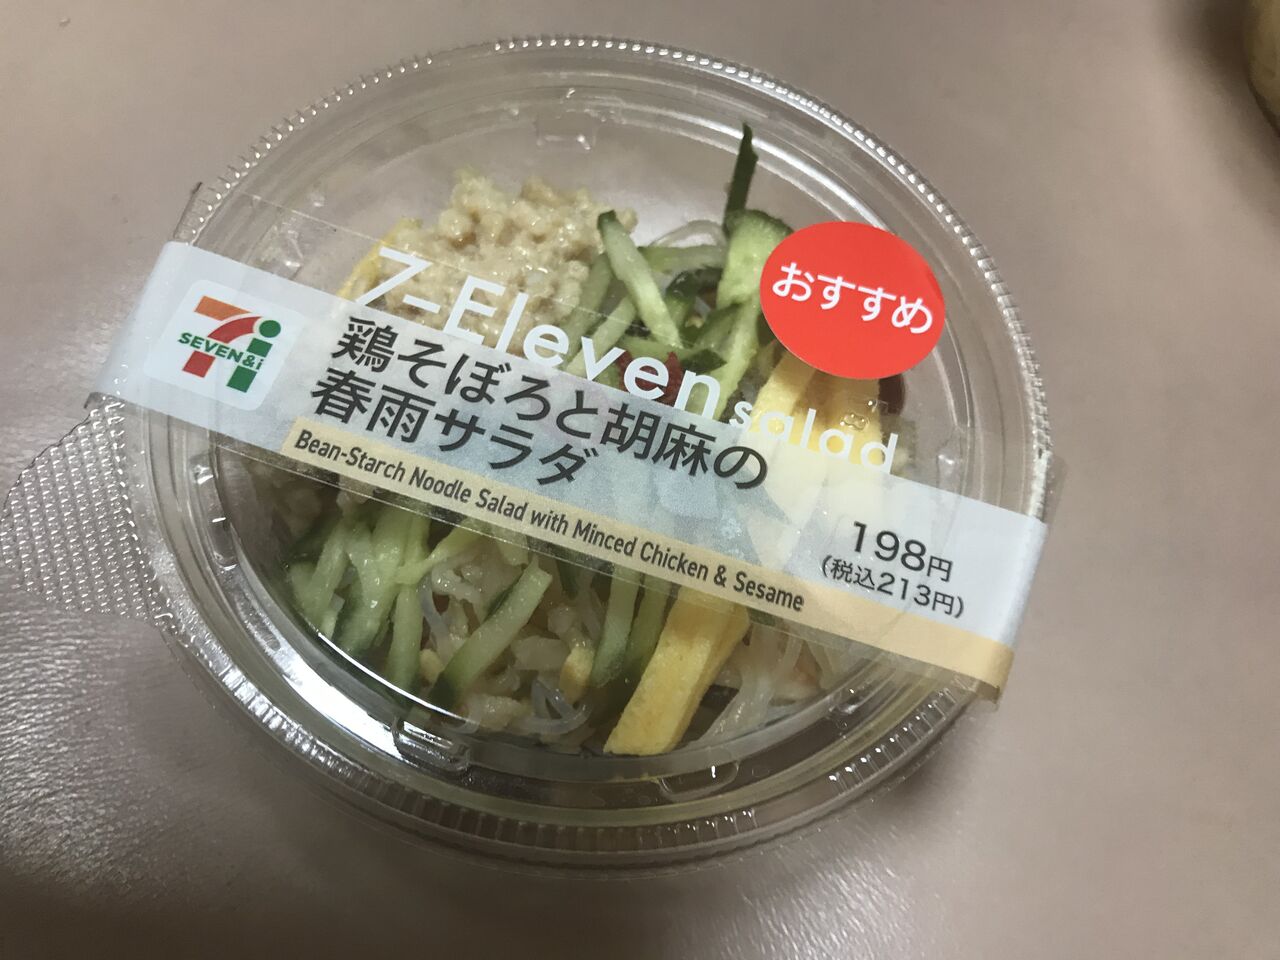 おすすめ
7-Eleven salad
SEVEN&i
鶏そぼろと胡麻の
春雨サラダ
Bean-Starch Noodle Salad with Minced Chicken & Sesame
198円
(税込213円)